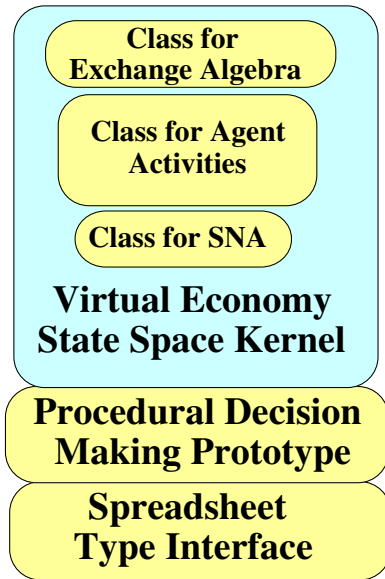 Class for
Exchange Algebra
Class for Agent
Activities
Class for SNA
Virtual Economy
State Space Kernel
Procedural Decision
Making Prototype
Spreadsheet
Type Interface